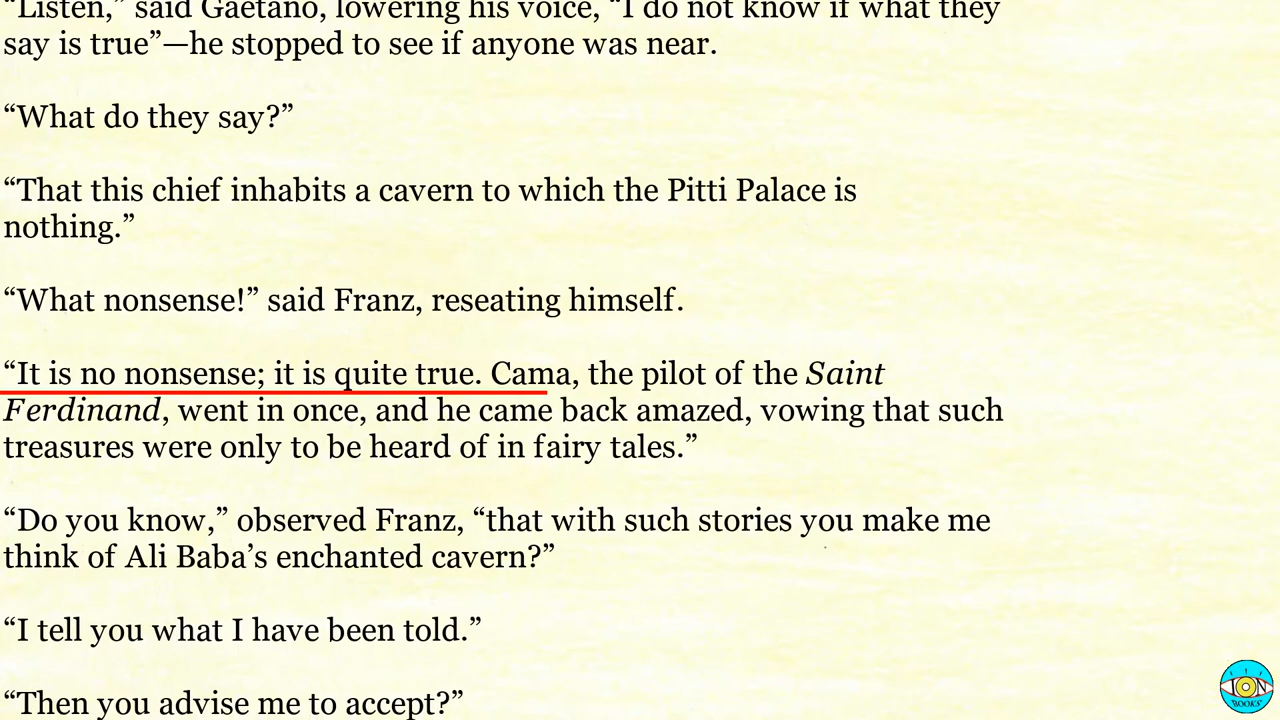 “Listen,” said Gaetano, lowering his voice, “I do not know if what they
say is true”—he stopped to see if anyone was near.
“What do they say?”
“That this chief inhabits a cavern to which the Pitti Palace is
nothing.”
“What nonsense!” said Franz, reseating himself.
“It is no nonsense; it is quite true. Cama, the pilot of the Saint
Ferdinand, went in once, and he came back amazed, vowing that such
treasures were only to be heard of in fairy tales.”
“Do you know,” observed Franz, “that with such stories you make me
think of Ali Baba’s enchanted cavern?”
“I tell you what I have been told.”
“Then you advise me to accept?”
ION
BOOKS